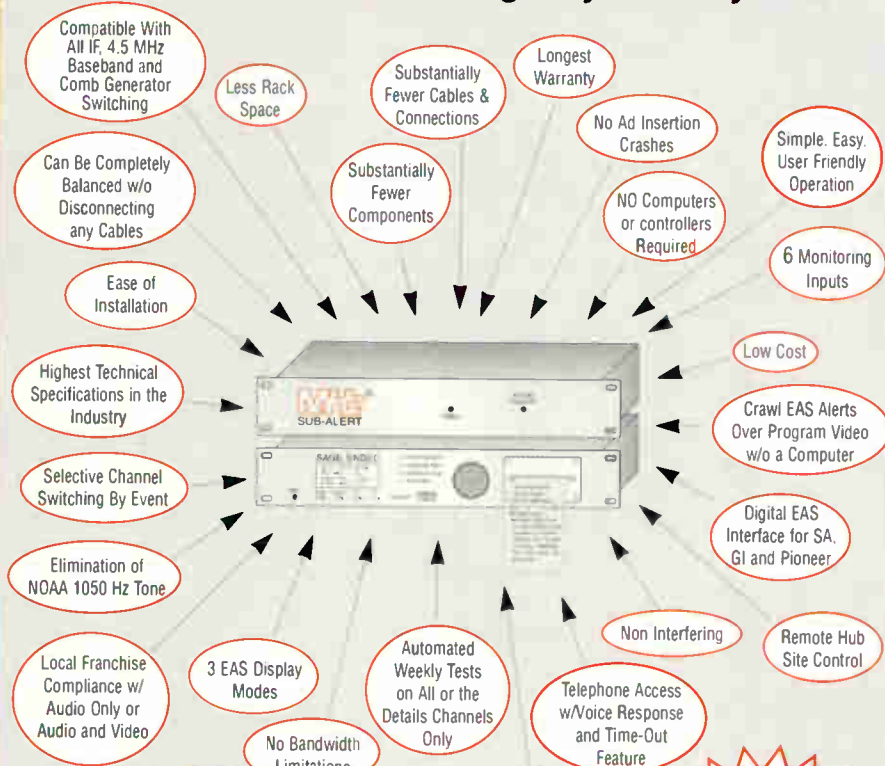 Compatible With
All IF, 4.5 MHz
Baseband and
Comb Generator
Switching
Less Rack
Space
Substantially
Fewer Cables &
Connections
Longest
Warranty
No Ad Insertion
Crashes
Simple. Easy.
User Friendly
Operation
Can Be Completely
Balanced w/o
Disconnecting
any Cables
Substantially
Fewer
Components
NO Computers
or controllers
Required
6 Monitoring
Inputs
Ease of
Installation
Low Cost
Highest Technical
Specifications in the
Industry
SUB-ALERT
Crawl EAS Alerts
Over Program Video
w/o a Computer
Selective Channel
Switching By Event
Digital EAS
Interface for SA,
GI and Pioneer
Elimination of
NOAA 1050 Hz Tone
Non Interfering
Remote Hub
Site Control
Local Franchise
Compliance w/
Audio Only or
Audio and Video
3 EAS Display
Modes
Automated
Weekly Tests
on All or the
Details Channels
Only
Telephone Access
w/Voice Response
and Time-Out
Feature
No Bandwidth
Limitations